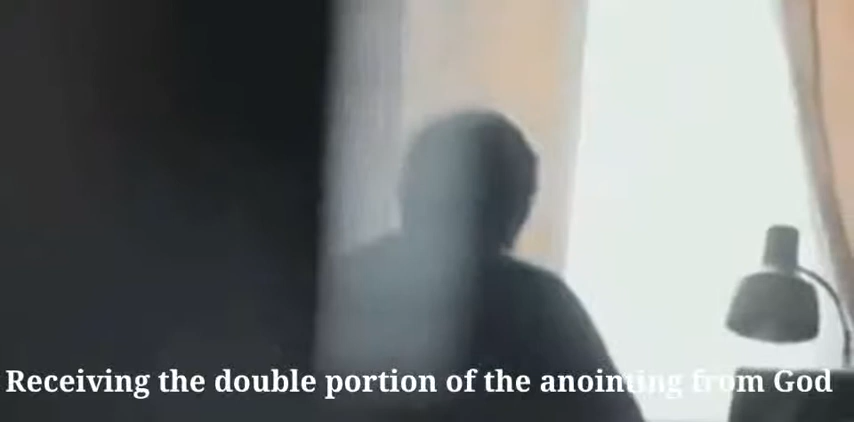 Receiving the double portion of the anointing from God